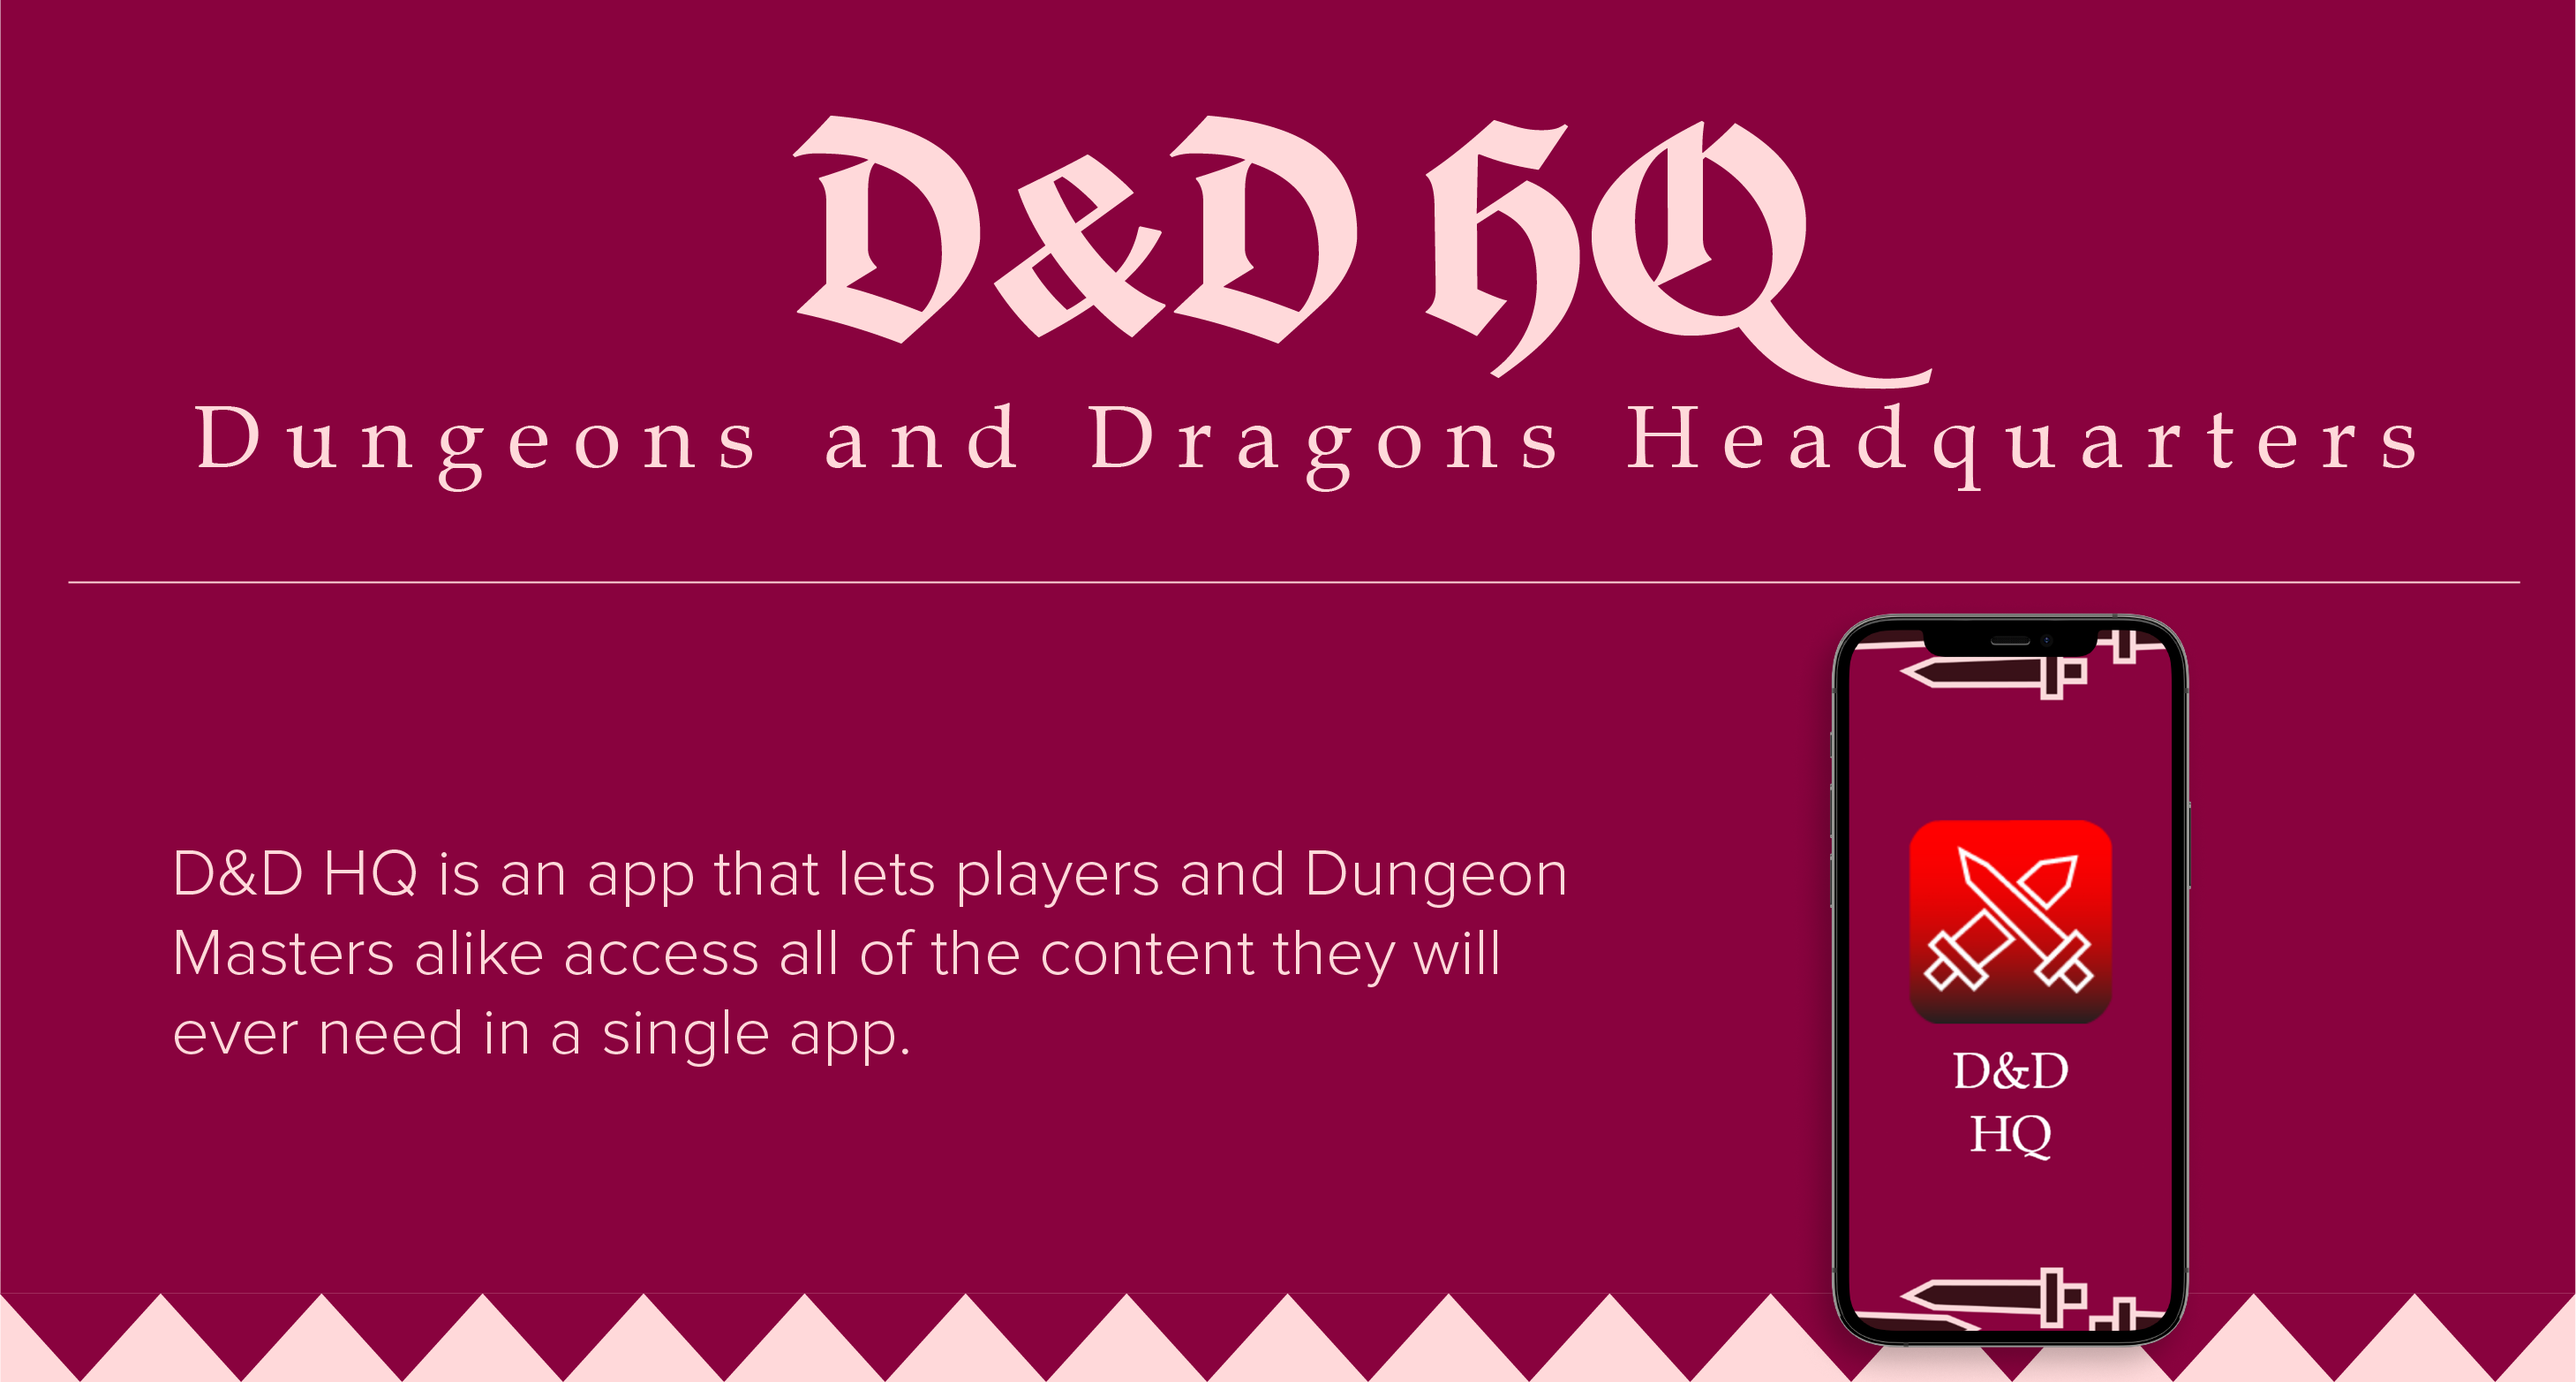 D&D HQ
Dungeons and Dragons Headquarters
D&D HQ is an app that lets players and Dungeon
Masters alike access all of the content they will
ever need in a single app.
D&D
HQ